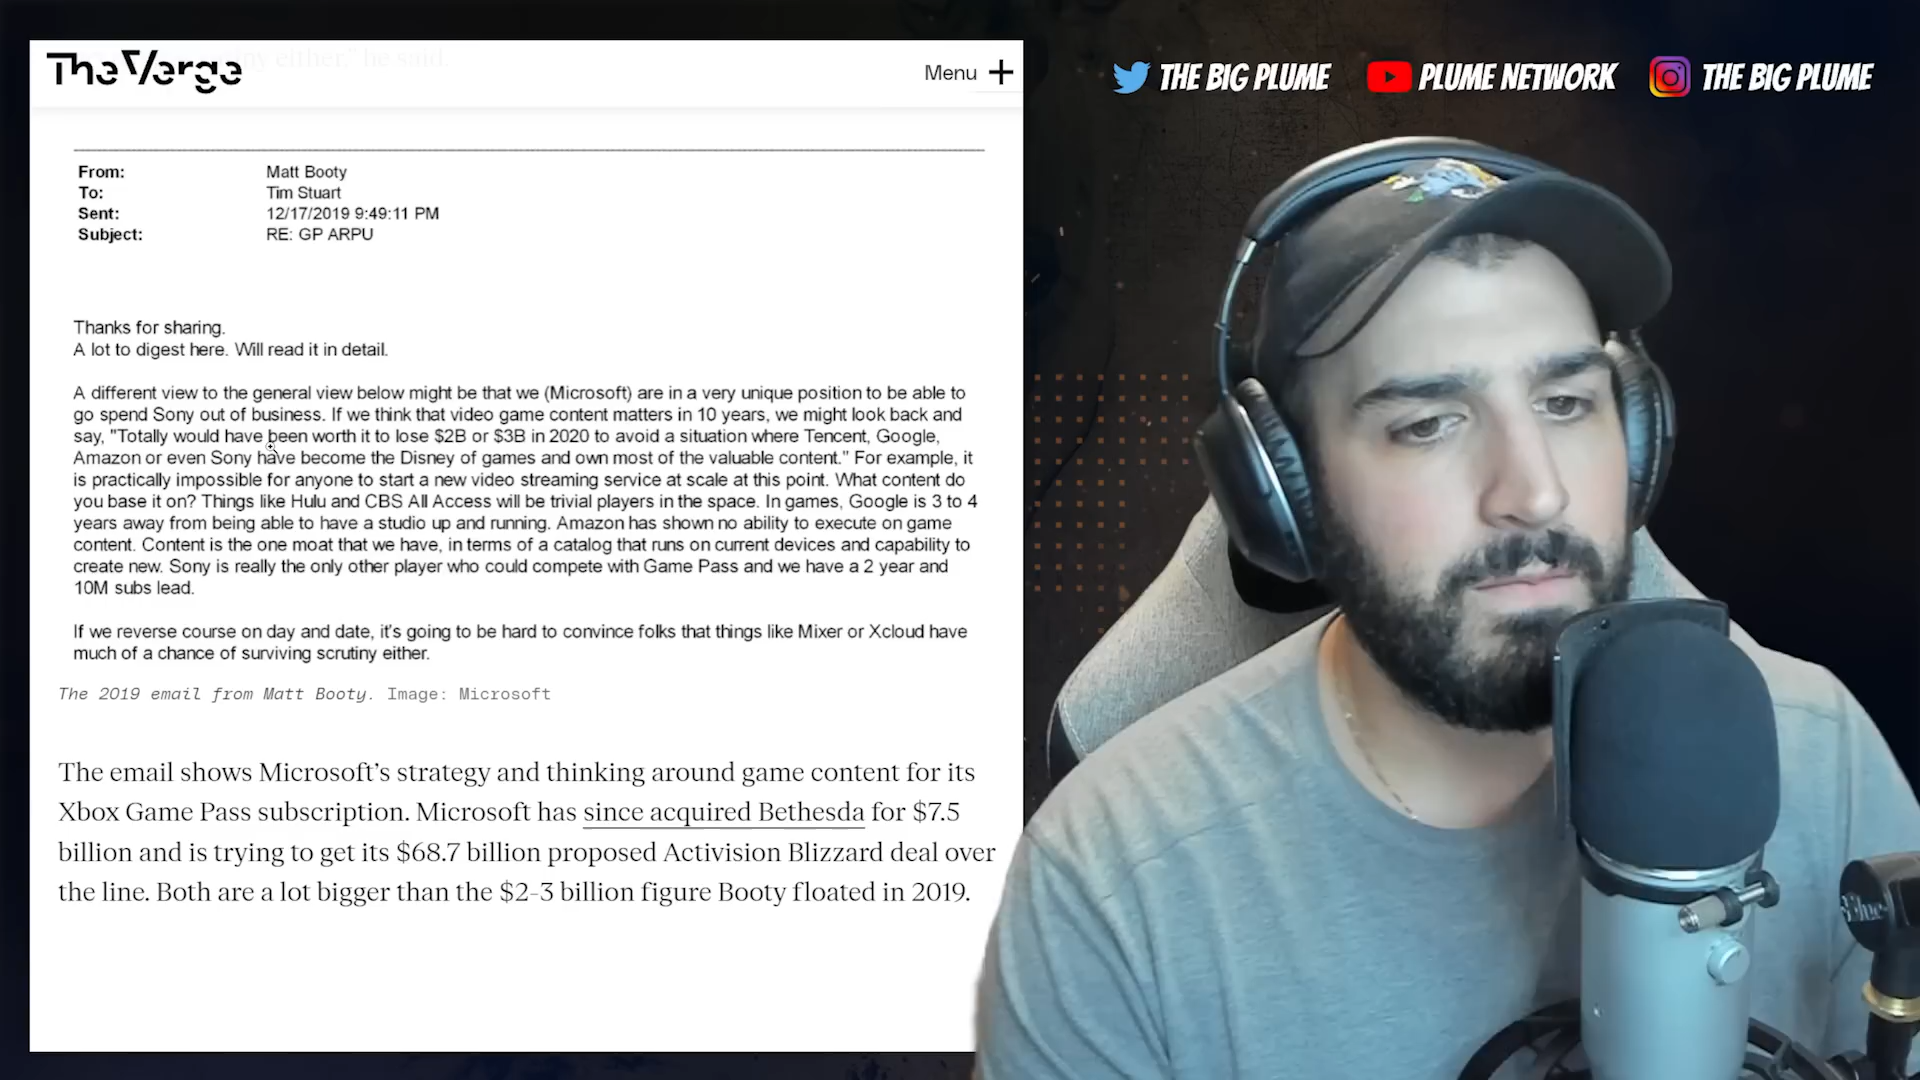 The Verge
Menu
THE BIG PLUME
PLUME NETWORK
THE BIG PLUME
either," he said.
From: Matt Booty
To: Tim Stuart
Sent: 12/17/2019 9:49:11 PM
Subject: RE: GP ARPU
Thanks for sharing.
A lot to digest here. Will read it in detail.
A different view to the general view below might be that we (Microsoft) are in a very unique position to be able to
go spend Sony out of business. If we think that video game content matters in 10 years, we might look back and
say, "Totally would have been worth it to lose $2B or $3B in 2020 to avoid a situation where Tencent, Google,
Amazon or even Sony have become the Disney of games and own most of the valuable content." For example, it
is practically impossible for anyone to start a new video streaming service at scale at this point. What content do
you base it on? Things like Hulu and CBS All Access will be trivial players in the space. In games, Google is 3 to 4
years away from being able to have a studio up and running. Amazon has shown no ability to execute on game
content. Content is the one moat that we have, in terms of a catalog that runs on current devices and capability to
create new. Sony is really the only other player who could compete with Game Pass and we have a 2 year and
10M subs lead.
If we reverse course on day and date, it's going to be hard to convince folks that things like Mixer or Xcloud have
much of a chance of surviving scrutiny either.
The 2019 email from Matt Booty. Image: Microsoft
The email shows Microsoft’s strategy and thinking around game content for its
Xbox Game Pass subscription. Microsoft has since acquired Bethesda for $7.5
billion and is trying to get its $68.7 billion proposed Activision Blizzard deal over
the line. Both are a lot bigger than the $2-3 billion figure Booty floated in 2019.
Blue